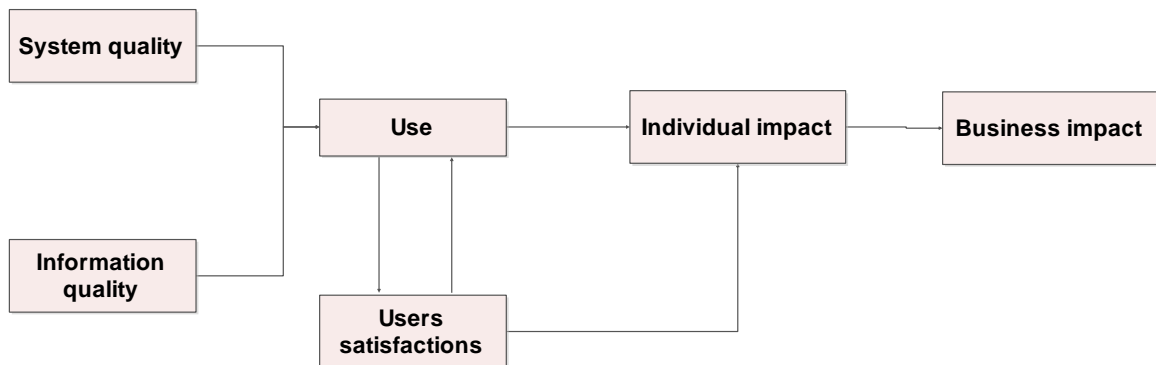 System quality
Use
Individual impact
Business impact
Information
quality
Users
satisfactions